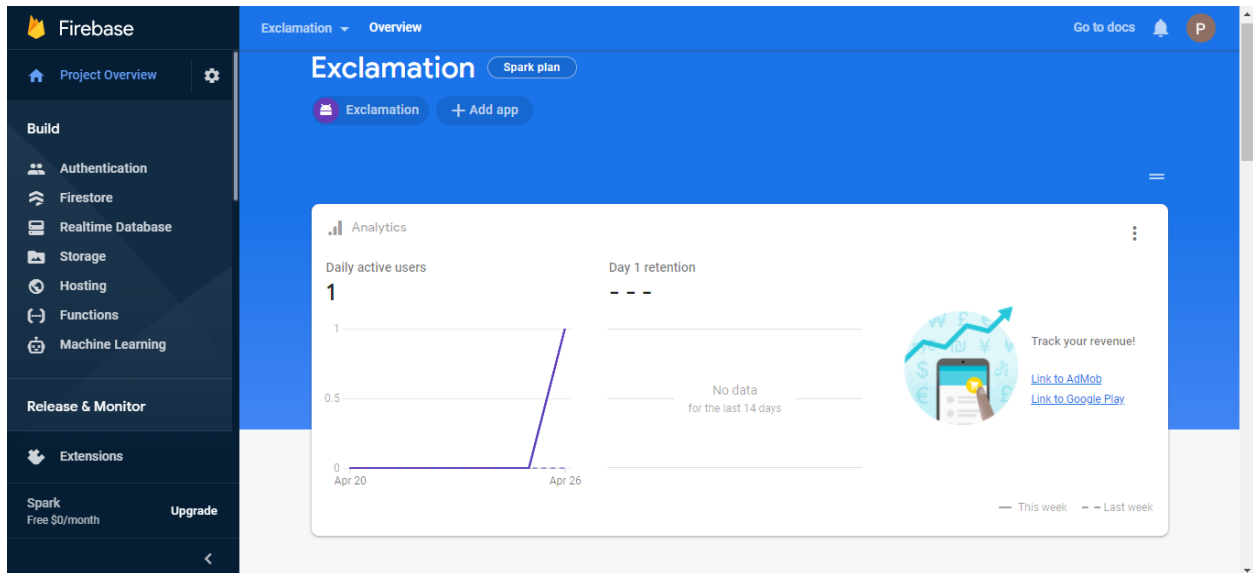 Firebase
Exclamation Overview
Go to docs
P
Project Overview
Build
Authentication
Firestore
Realtime Database
Storage
Hosting
Functions
Machine Learning
Release & Monitor
Extensions
Spark
Free $0/month
Upgrade
Exclamation Spark plan
Exclamation + Add app
Analytics
Daily active users
1
1
0.5
0
Apr 20 Apr 26
Day 1 retention
- - -
No data
for the last 14 days
Track your revenue!
Link to AdMob
Link to Google Play
This week Last week